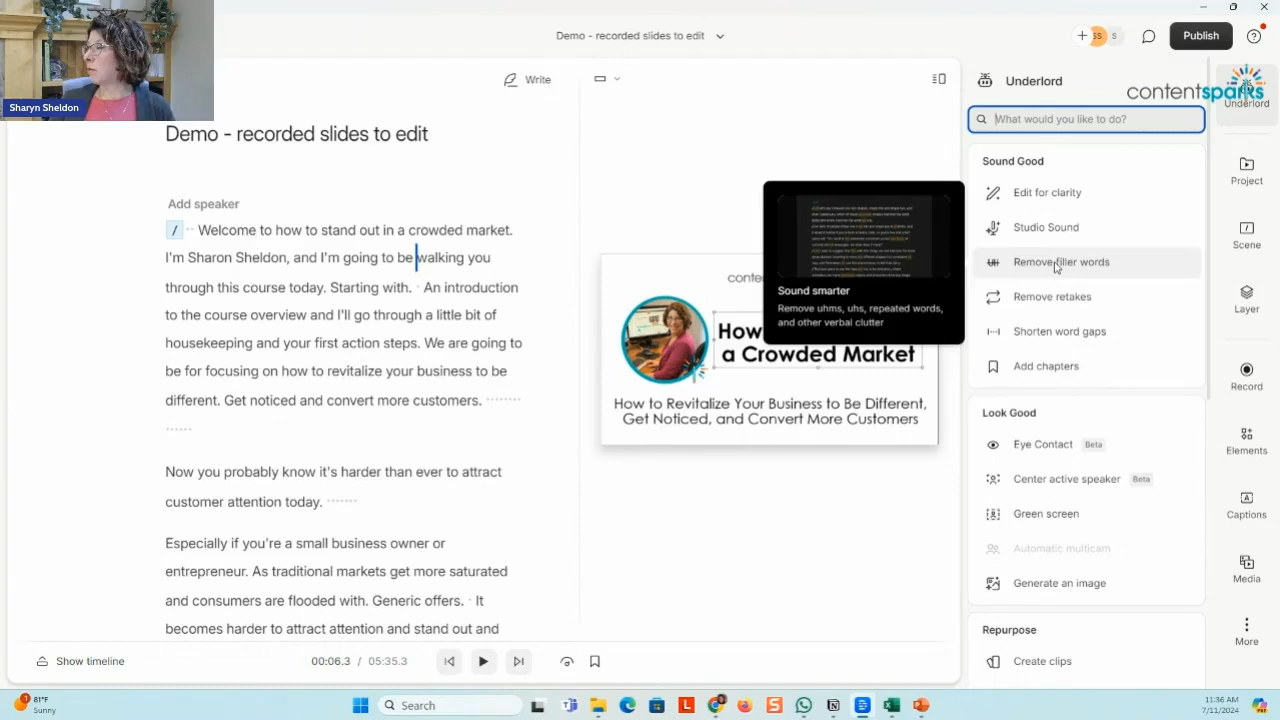 Sharyn Sheldon
Demo - recorded slides to edit
SS
S
Publish
Write
Underlord
contentsparks
What would you like to do?
Underlord
Demo - recorded slides to edit
Add speaker
/ Welcome to how to stand out in a crowded market.
I'm Sharon Sheldon, and I'm going to be walking you
through this course today. Starting with, · An introduction
to the course overview and I'll go through a little bit of
housekeeping and your first action steps. We are going to
be for focusing on how to revitalize your business to be
different. Get noticed and convert more customers.
Now you probably know it's harder than ever to attract
customer attention today.
Especially if you're a small business owner or
entrepreneur. As traditional markets get more saturated
and consumers are flooded with. Generic offers. · It
becomes harder to attract attention and stand out and
Sound smarter
Remove uhms, uhs, repeated words,
and other verbal clutter
a Crowded Market
How to Revitalize Your Business to Be Different,
Get Noticed, and Convert More Customers
Sound Good
Edit for clarity
Studio Sound
Remove filler words
Remove retakes
Shorten word gaps
Add chapters
Look Good
Eye Contact Beta
Center active speaker Beta
Green screen
Automatic multicam
Generate an image
Repurpose
Create clips
Project
Scene
Layer
Record
Elements
Captions
Media
More
Show timeline
00:06.3 / 05:35.3
81°F
Sunny
Search
11:36 AM
7/11/2024